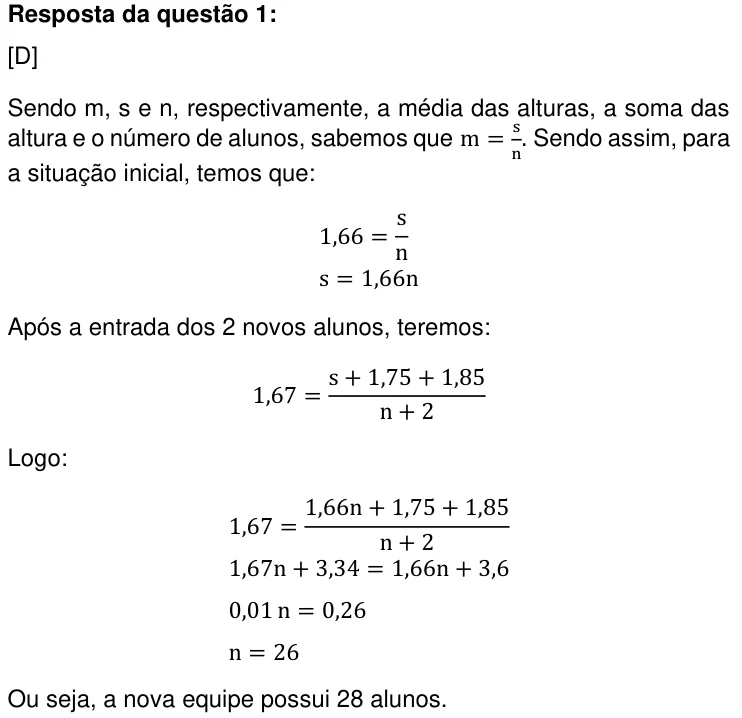 Resposta da questão 1:
[D]
Sendo m, s e n, respectivamente, a média das alturas, a soma das
altura e o número de alunos, sabemos que m = s/n. Sendo assim, para
a situação inicial, temos que:
1,66 = s/n
s = 1,66n
Após a entrada dos 2 novos alunos, teremos:
1,67 = (s + 1,75 + 1,85)/(n + 2)
Logo:
1,67 = (1,66n + 1,75 + 1,85)/(n + 2)
1,67n + 3,34 = 1,66n + 3,6
0,01 n = 0,26
n = 26
Ou seja, a nova equipe possui 28 alunos.